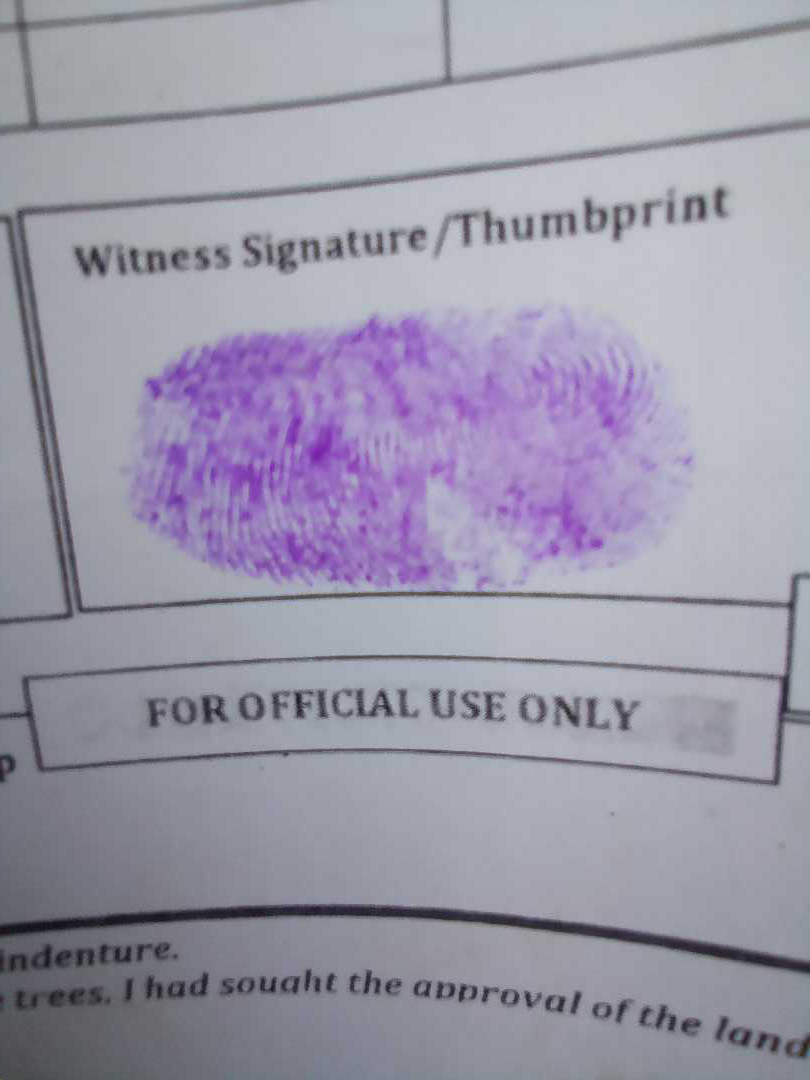 Witness Signature/Thumbprint
FOR OFFICIAL USE ONLY
p
indenture.
trees. I had sought the approval of the land